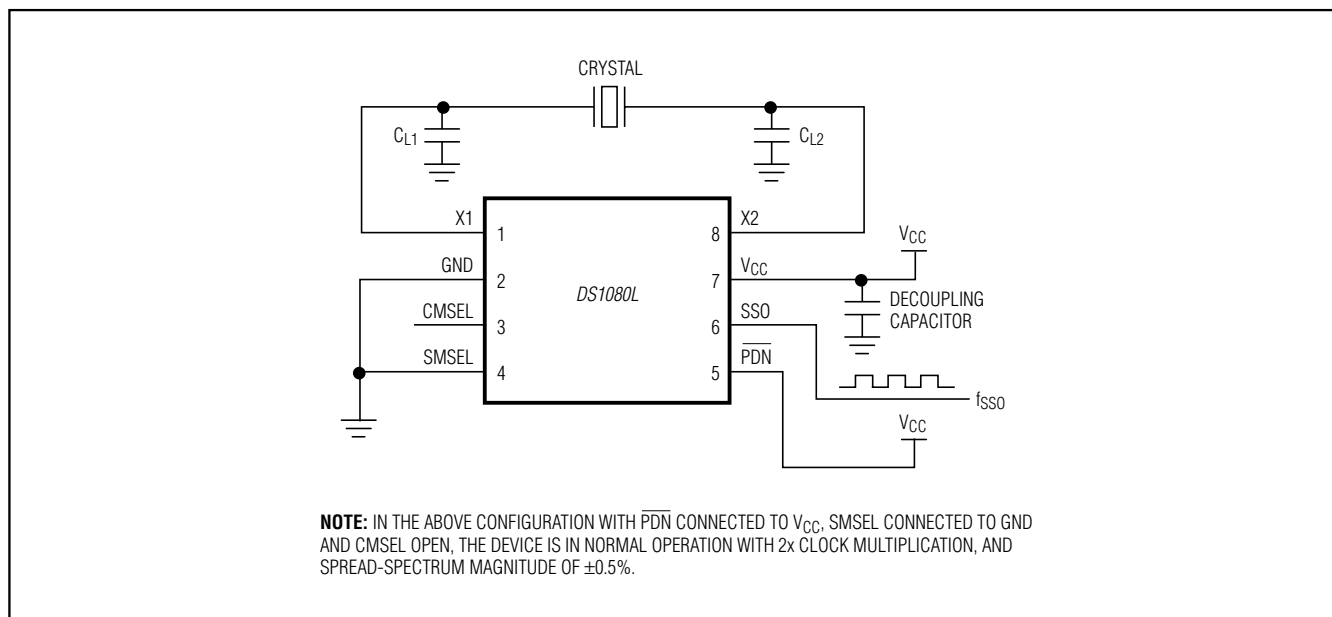 CRYSTAL
CL1
CL2
X1
1
8
X2
VCC
GND
2
DS1080L
7
VCC
DECOUPLING
CAPACITOR
CMSEL
3
6
SSO
SMSEL
4
5
PDN
fSSO
VCC
NOTE: IN THE ABOVE CONFIGURATION WITH PDN CONNECTED TO VCC, SMSEL CONNECTED TO GND
AND CMSEL OPEN, THE DEVICE IS IN NORMAL OPERATION WITH 2x CLOCK MULTIPLICATION, AND
SPREAD-SPECTRUM MAGNITUDE OF ±0.5%.